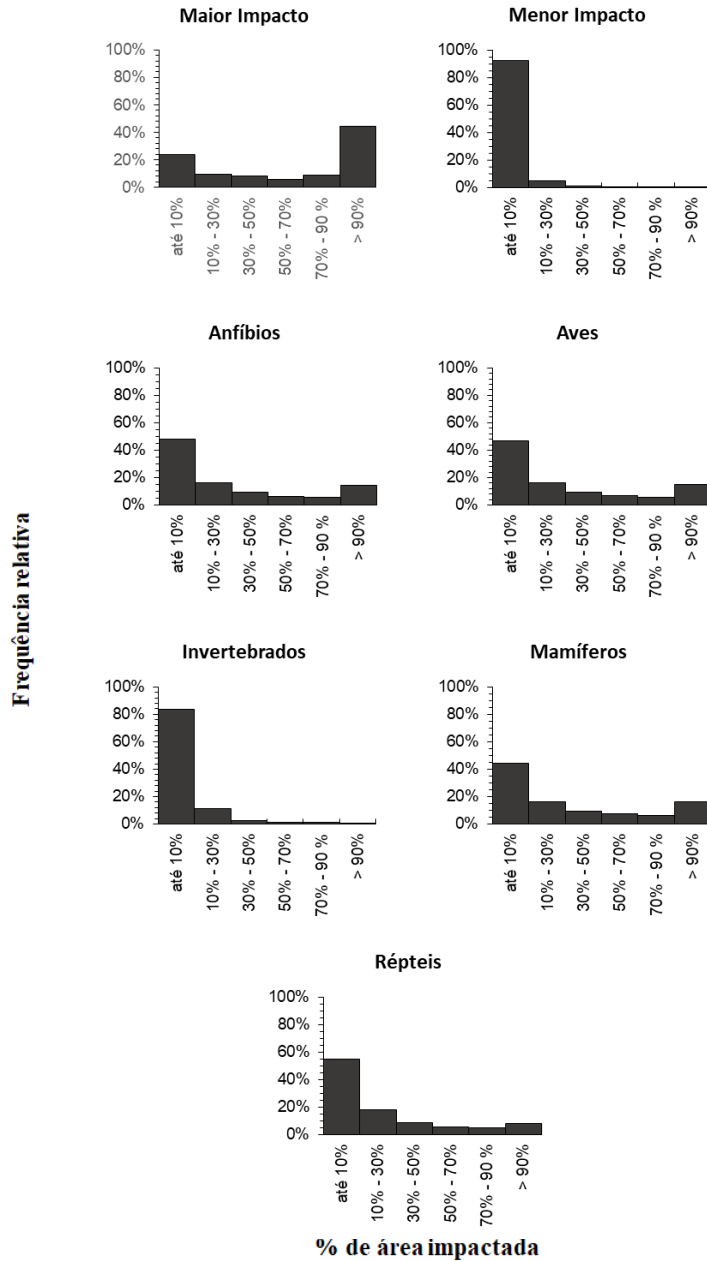 Maior Impacto
100%
80%
60%
40%
20%
0%
até 10%
10% - 30%
30% - 50%
50% - 70%
70% - 90 %
> 90%
Menor Impacto
100%
80%
60%
40%
20%
0%
até 10%
10% - 30%
30% - 50%
50% - 70%
70% - 90 %
> 90%
Anfíbios
100%
80%
60%
40%
20%
0%
até 10%
10% - 30%
30% - 50%
50% - 70%
70% - 90 %
> 90%
Aves
100%
80%
60%
40%
20%
0%
até 10%
10% - 30%
30% - 50%
50% - 70%
70% - 90 %
> 90%
Frequência relativa
Invertebrados
100%
80%
60%
40%
20%
0%
até 10%
10% - 30%
30% - 50%
50% - 70%
70% - 90 %
> 90%
Mamíferos
100%
80%
60%
40%
20%
0%
até 10%
10% - 30%
30% - 50%
50% - 70%
70% - 90 %
> 90%
Répteis
100%
80%
60%
40%
20%
0%
até 10%
10% - 30%
30% - 50%
50% - 70%
70% - 90 %
> 90%
% de área impactada